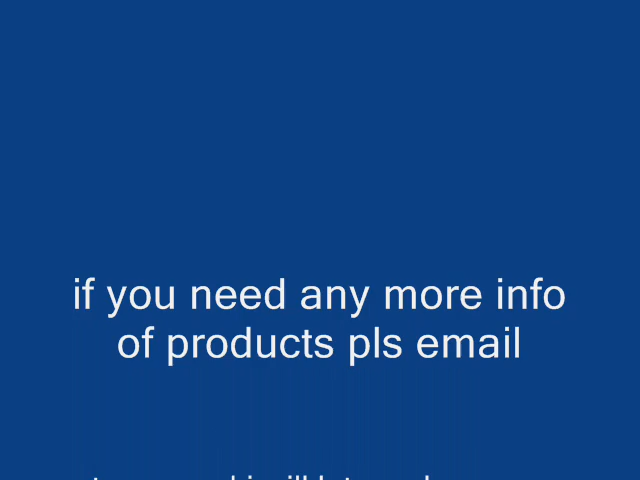 if you need any more info
of products pls email